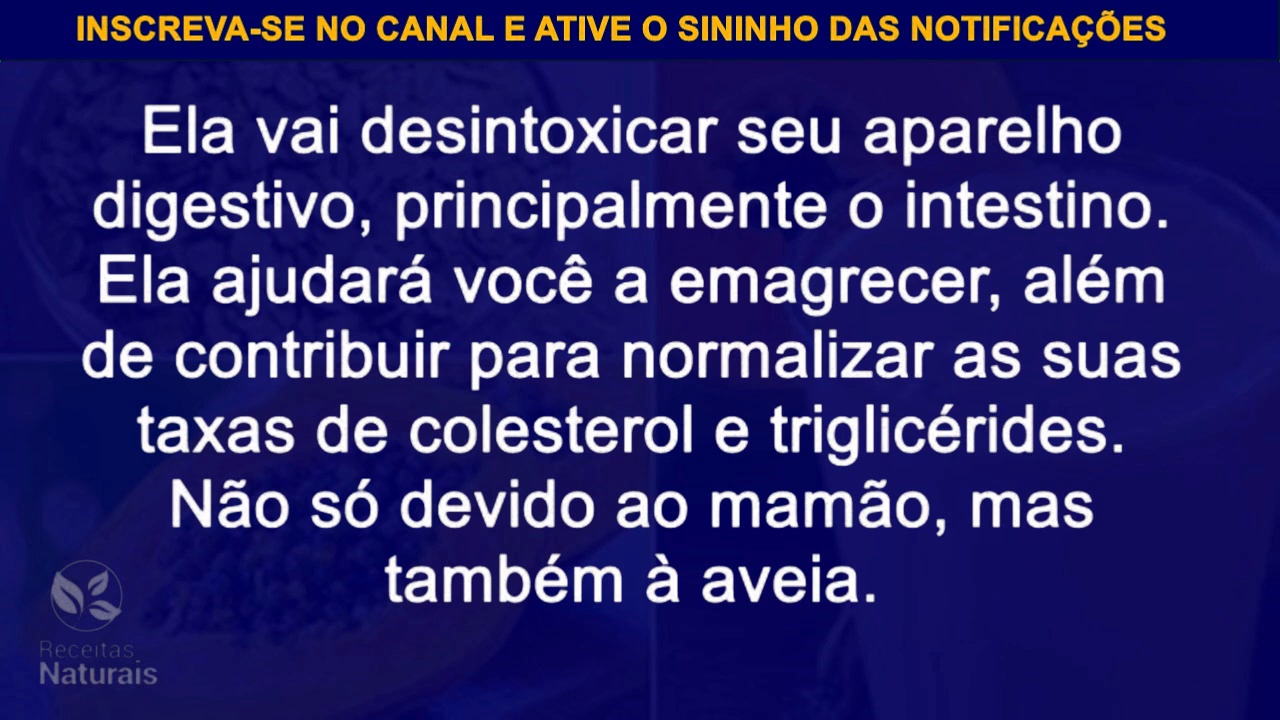 INSCREVA-SE NO CANAL E ATIVE O SININHO DAS NOTIFICAÇÕES
Ela vai desintoxicar seu aparelho
digestivo, principalmente o intestino.
Ela ajudará você a emagrecer, além
de contribuir para normalizar as suas
taxas de colesterol e triglicérides.
Não só devido ao mamão, mas
também à aveia.
Receitas
Naturais